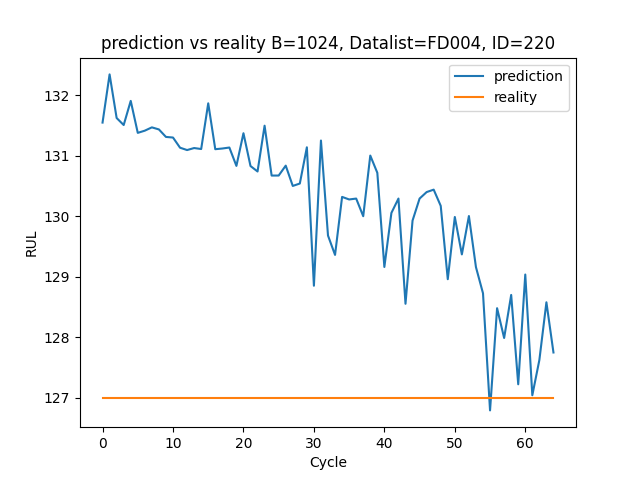 prediction vs reality B=1024, Datalist=FD004, ID=220
prediction
reality
132
131
130
129
128
127
RUL
0 10 20 30 40 50 60
Cycle